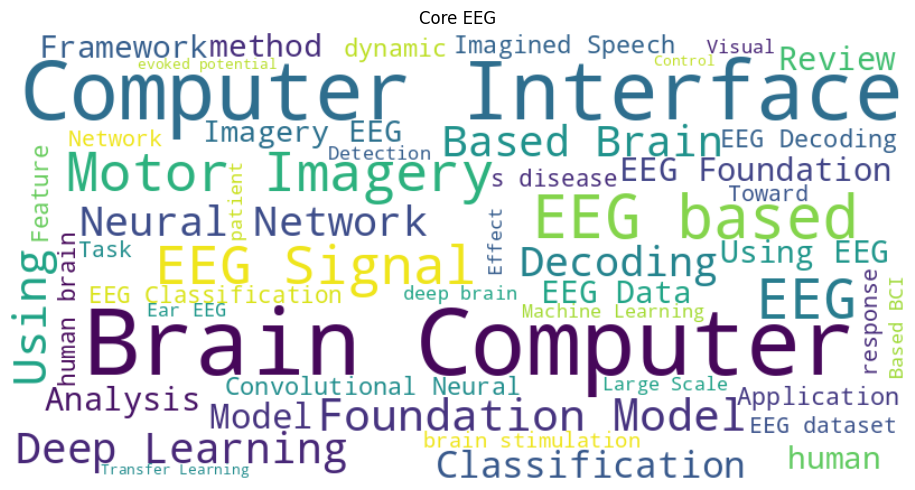 Core EEG
Framework
method
dynamic
Imagined Speech
Visual
Review
evoked potential
Control
Computer Interface
Network
Imagery EEG
Detection
Based Brain
EEG Decoding
Feature
Motor Imagery
s disease
EEG Foundation
Toward
patient
Neural Network
Effect
EEG based
human brain
Task
Using
EEG Signal
Decoding
Using EEG
EEG Classification
deep brain
EEG Data
EEG
response
Based BCI
Ear EEG
Machine Learning
Brain Computer
Convolutional Neural
Large Scale
Analysis
Model
Foundation Model
Application
EEG dataset
Deep Learning
brain stimulation
Classification
human
Transfer Learning